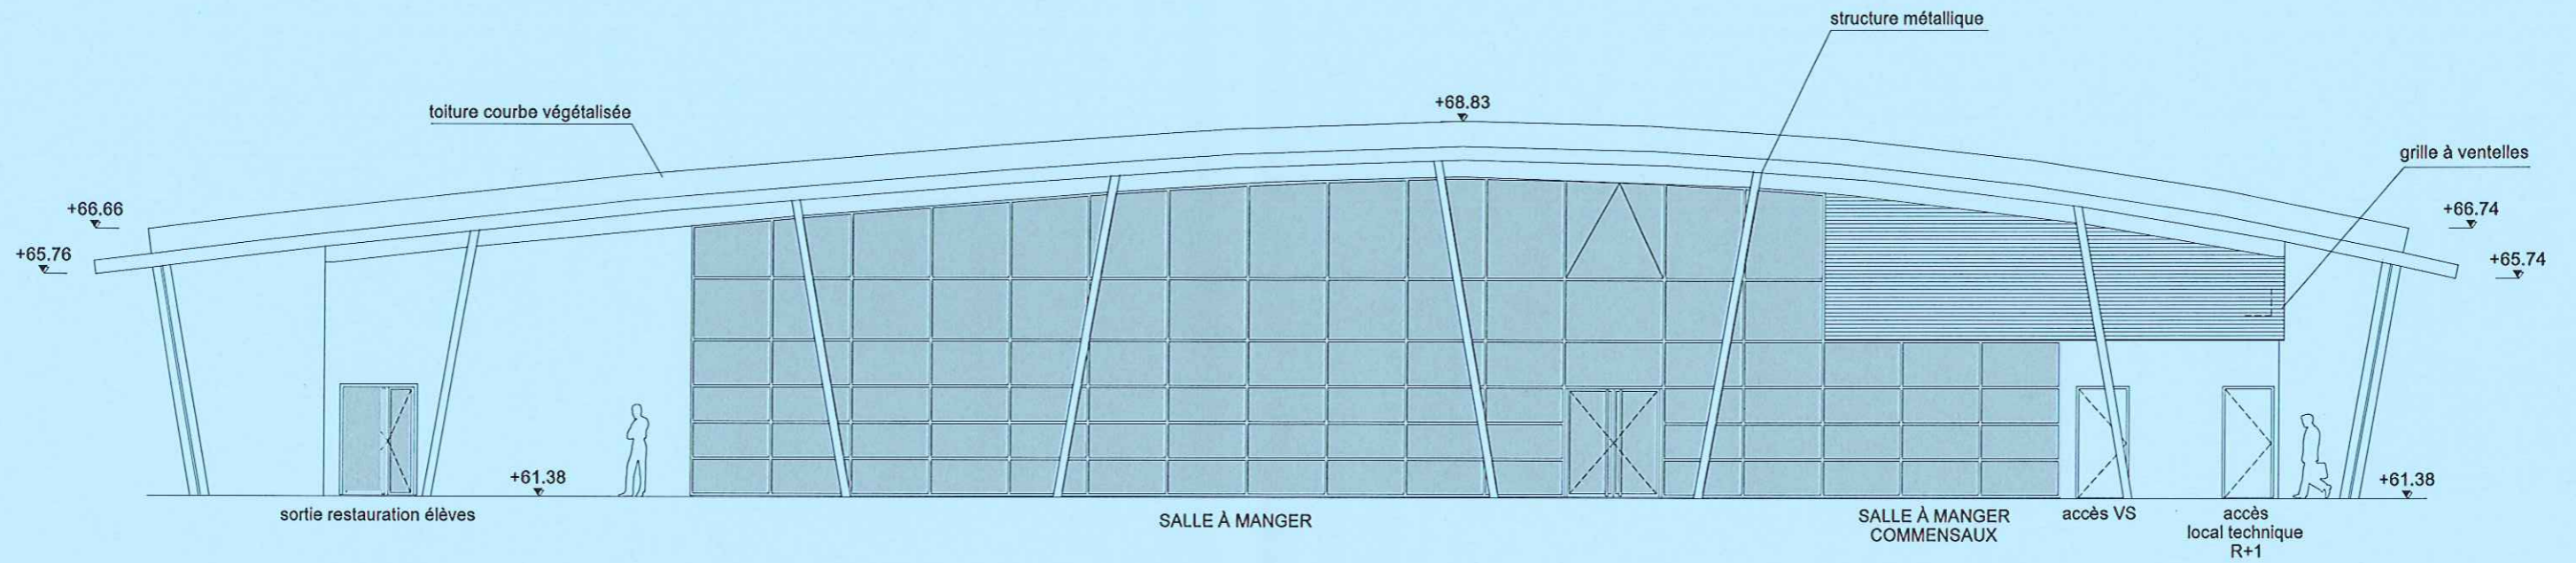 structure métallique
toiture courbe végétalisée
+68.83
grille à ventelles
+66.66
+66.74
+65.76
+65.74
+61.38
+61.38
sortie restauration élèves
SALLE À MANGER
SALLE À MANGER
COMMENSAUX
accès VS
accès
local technique
R+1